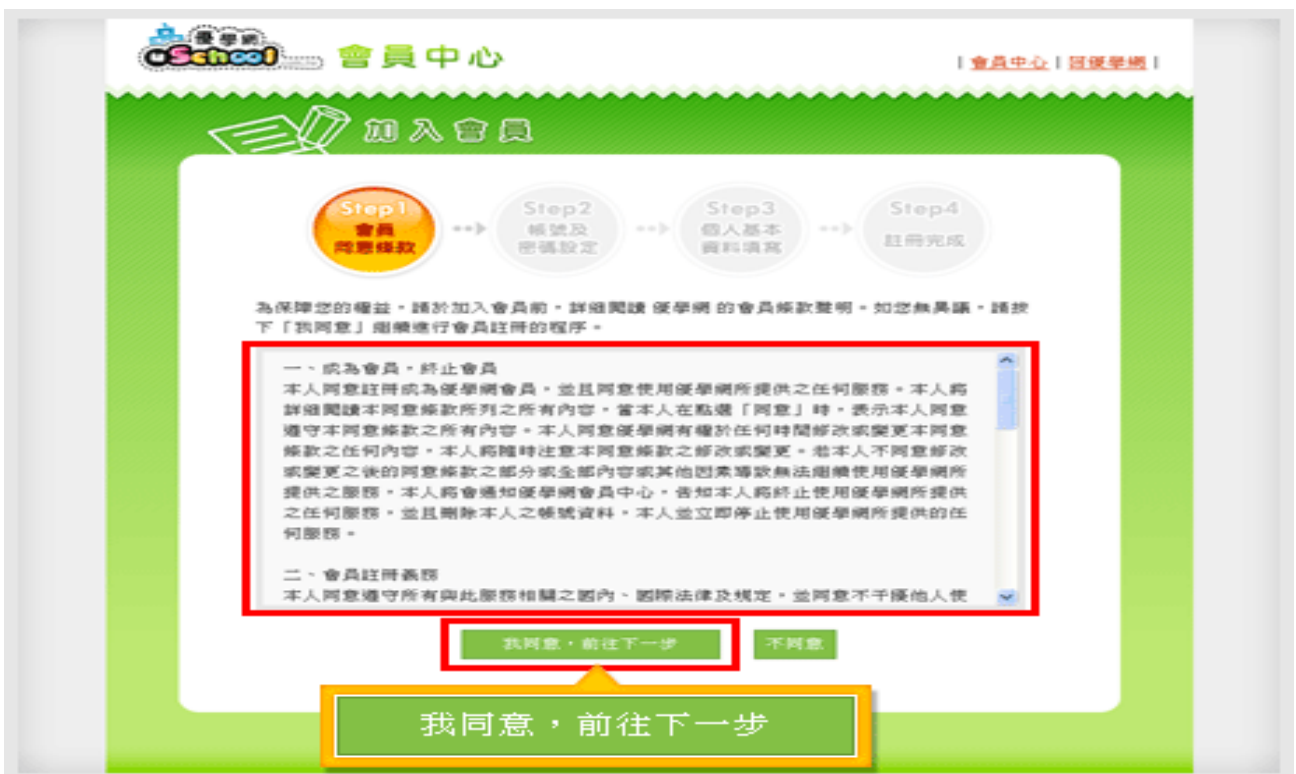 優學網
uSchool 會員中心
| 會員中心 | 回優學網 |
加入會員
Step1
會員
同意條款
Step2
帳號及
密碼設定
Step3
個人基本
資料填寫
Step4
註冊完成
為保障您的權益，請於加入會員前，詳細閱讀 優學網 的會員條款聲明。如您無異議，請按
下「我同意」繼續進行會員註冊的程序。
一、成為會員，終止會員
本人同意註冊成為優學網會員，並且同意使用優學網所提供之任何服務。本人將
詳細閱讀本同意條款所列之所有內容，當本人在點選「同意」時，表示本人同意
遵守本同意條款之所有內容。本人同意優學網有權於任何時間修改或變更本同意
條款之任何內容，本人將隨時注意本同意條款之修改或變更。若本人不同意修改
或變更之後的同意條款之部分或全部內容或其他因素導致無法繼續使用優學網所
提供之服務，本人將會通知優學網會員中心，告知本人將終止使用優學網所提供
之任何服務，並且刪除本人之帳號資料，本人並立即停止使用優學網所提供的任
何服務。
二、會員註冊義務
本人同意遵守所有與此服務相關之國內、國際法律及規定，並同意不干擾他人使
我同意，前往下一步
不同意
我同意，前往下一步